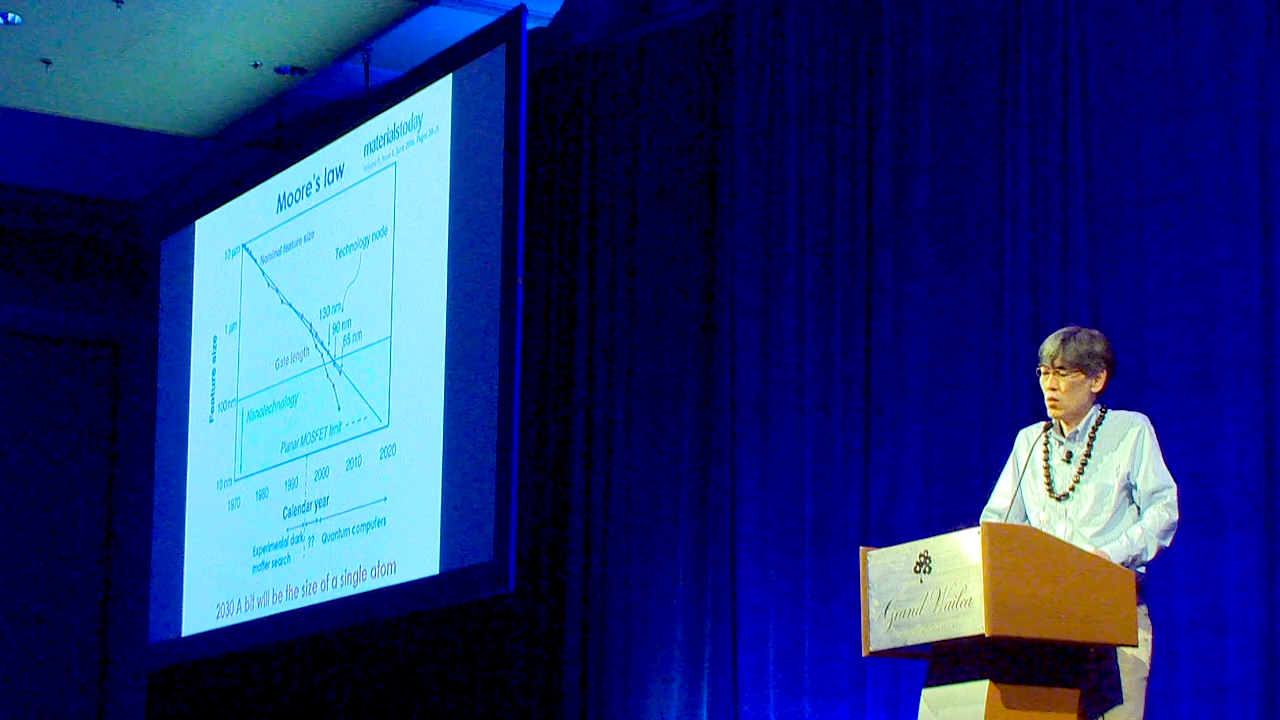 materialstoday
Moore's law
10 µm
Nominal feature size
Technology node
130 nm
90 nm
65 nm
1 µm
Gate length
Feature size
100 nm
Nanotechnology
Planar MOSFET limit
10 nm
1970 1980 1990 2000 2010 2020
Calendar year
Experimental dark ?? Quantum computers
matter search
2030 A bit will be the size of a single atom
Grand Wailea